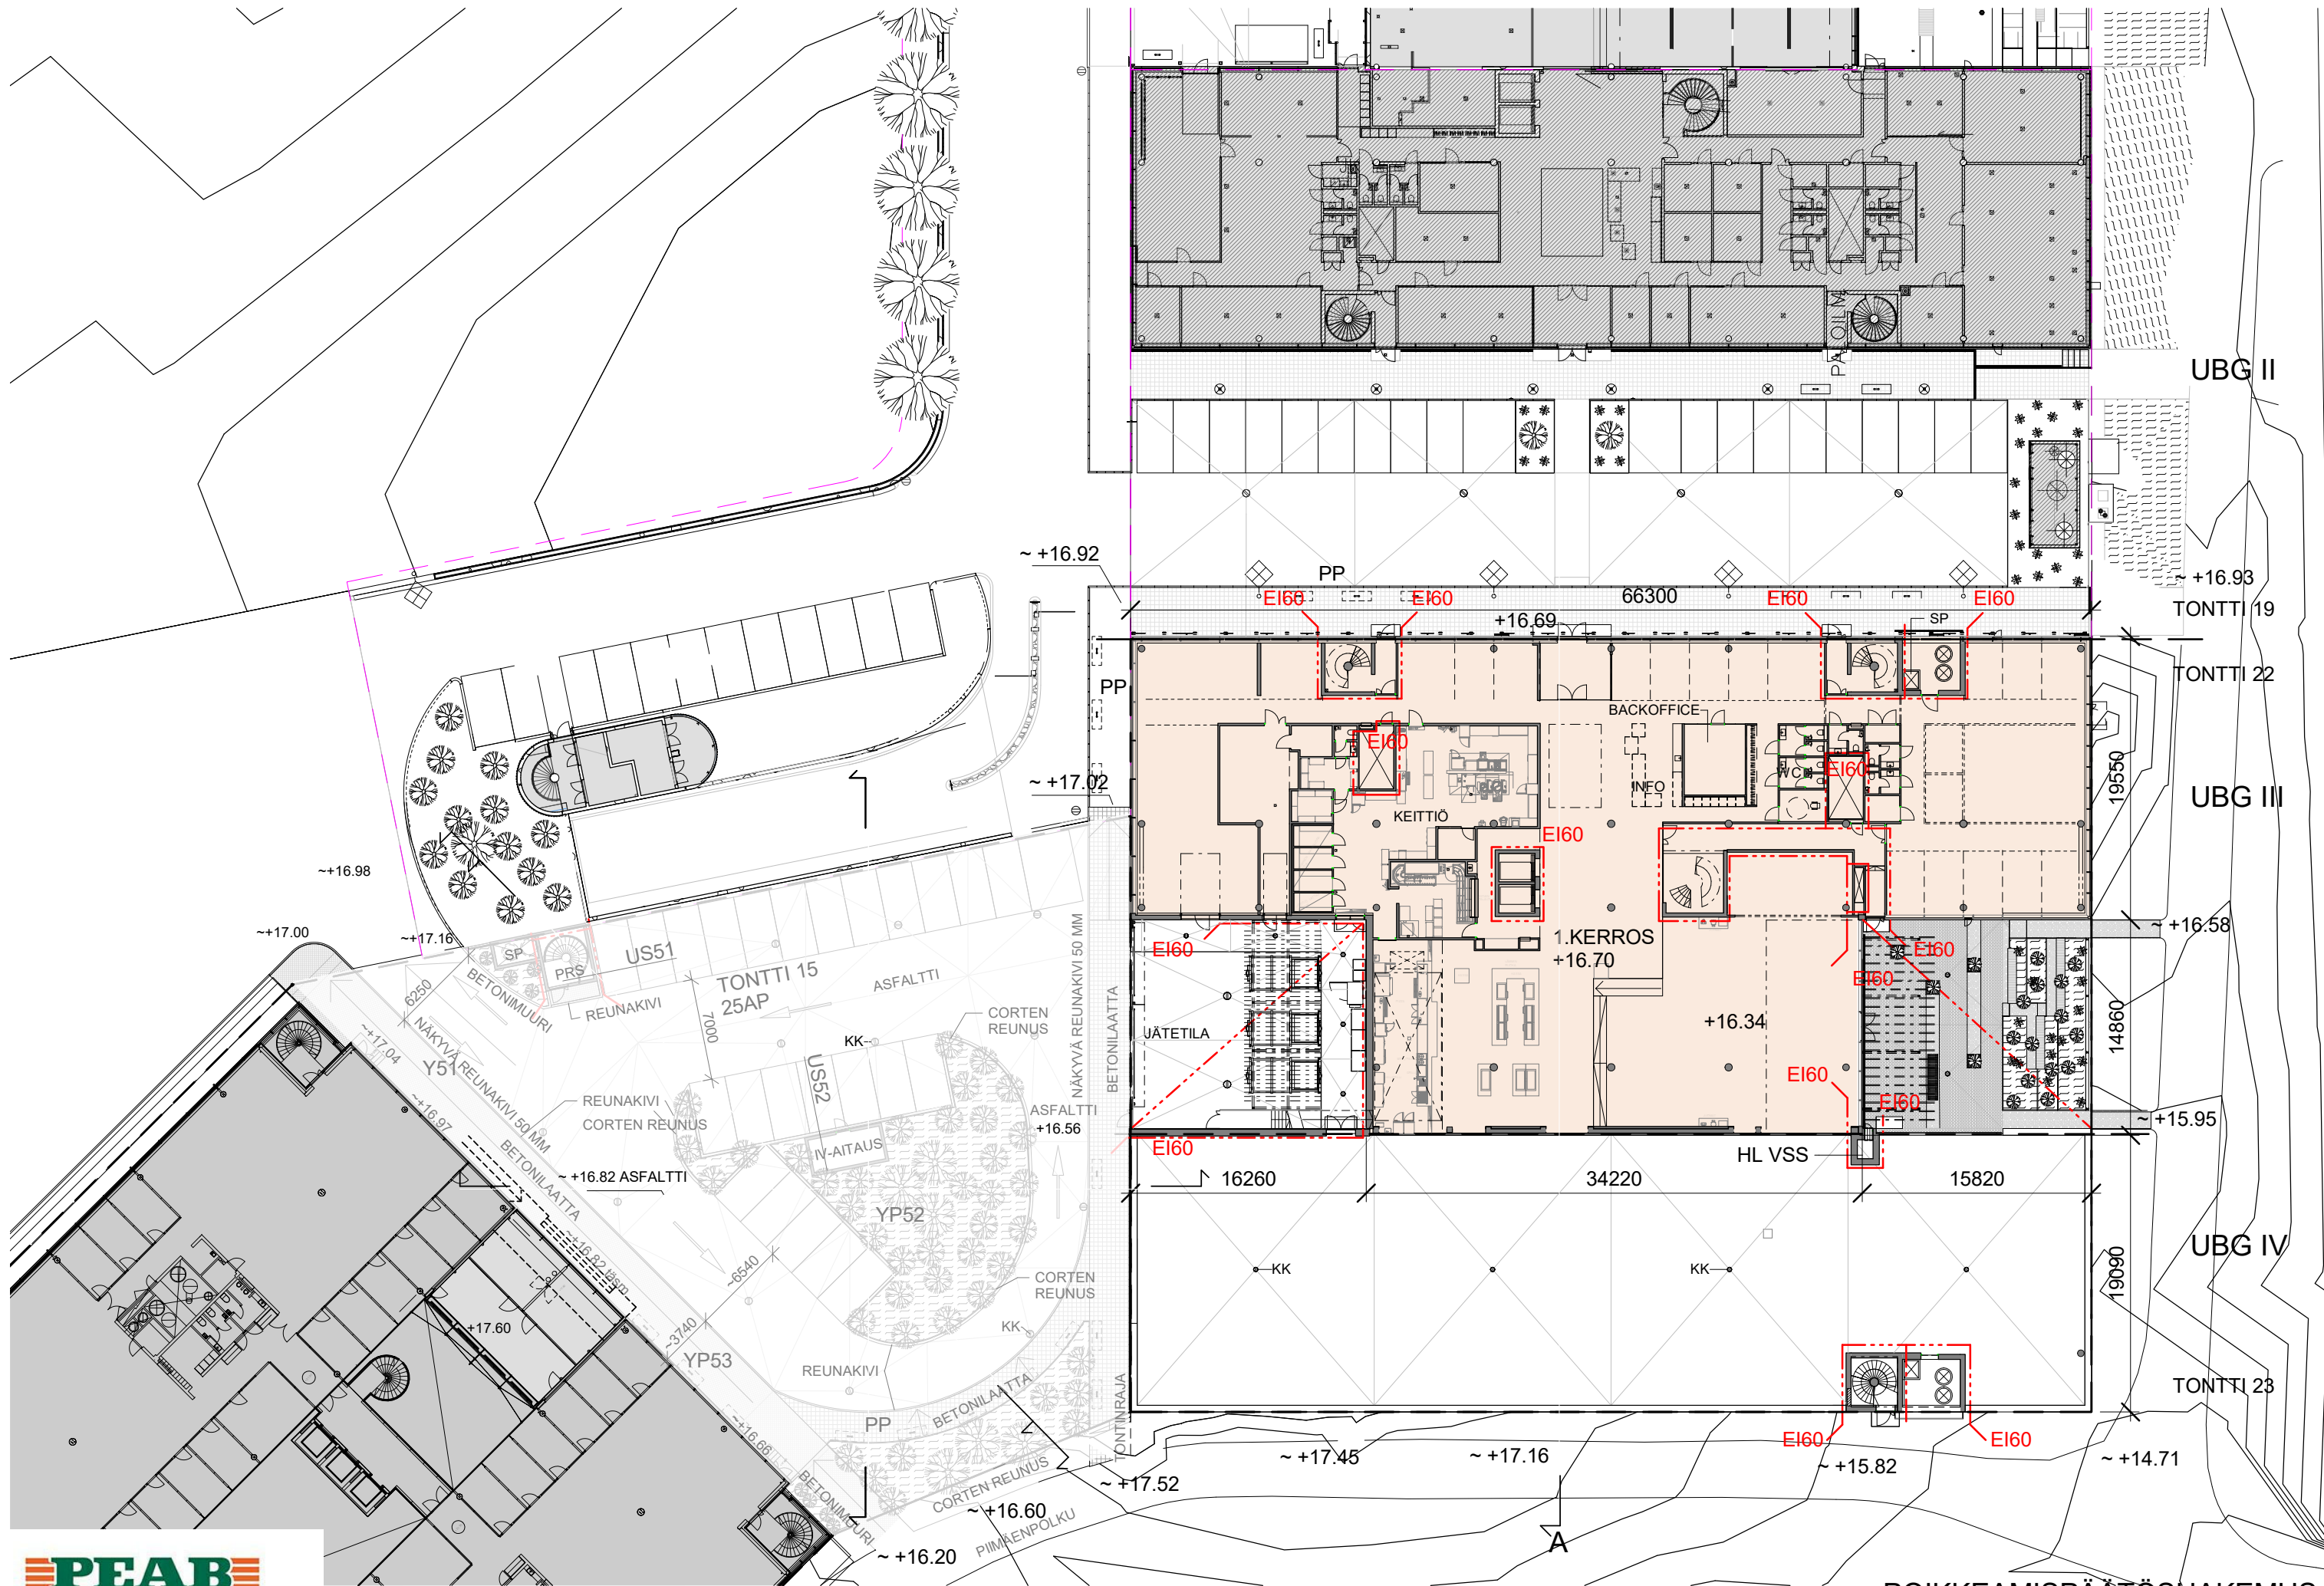 PALOILM
UBG II
~ +16.92
PP
~ +16.93
EI60
EI60
66300
EI60
EI60
TONTTI 19
+16.69
SP
TONTTI 22
PP
BACKOFFICE
EI60
WC
EI60
~ +17.02
INFO
19550
UBG III
KEITTIÖ
EI60
~+16.98
~+17.00
~+17.16
SP
PRS
US51
TONTTI 15
25AP
ASFALTTI
EI60
1.KERROS
+16.70
EI60
EI60
~ +16.58
6250
BETONIMUURI
REUNAKIVI
7000
CORTEN
REUNUS
NÄKYVÄ REUNAKIVI 50 MM
BETONILAATTA
JÄTETILA
+16.34
14860
~+17.04
NÄKYVÄ REUNAKIVI 50 MM
Y51
KK
US52
REUNAKIVI
CORTEN REUNUS
~+16.97
BETONILAATTA
ASFALTTI
+16.56
EI60
EI60
~ +15.95
IV-AITAUS
EI60
HL VSS
~ +16.82 ASFALTTI
16260
34220
15820
YP52
~+16.82 tasm
~6540
KK
KK
UBG IV
19090
CORTEN
REUNUS
KK
+17.60
~3740
YP53
REUNAKIVI
TONTTI 23
PP
BETONILAATTA
TONTINRAJA
~+16.66
EI60
EI60
~ +17.45
~ +17.16
~ +15.82
~ +14.71
~ +17.52
CORTEN REUNUS
BETONIMUURI
~ +16.60
PIIMÄENPOLKU
A
~ +16.20
PEAB
POIKKEAMISPÄÄTÖSHAKEMUS